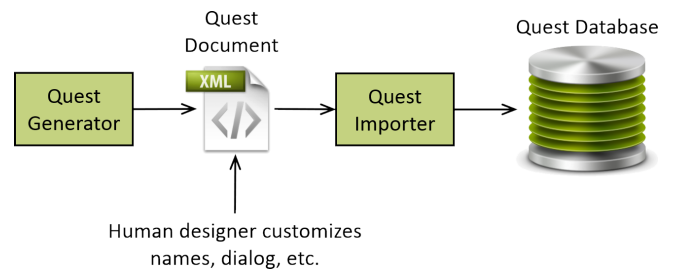 Quest
Document
Quest Database
XML
</>
Quest
Generator
Quest
Importer
Human designer customizes
names, dialog, etc.